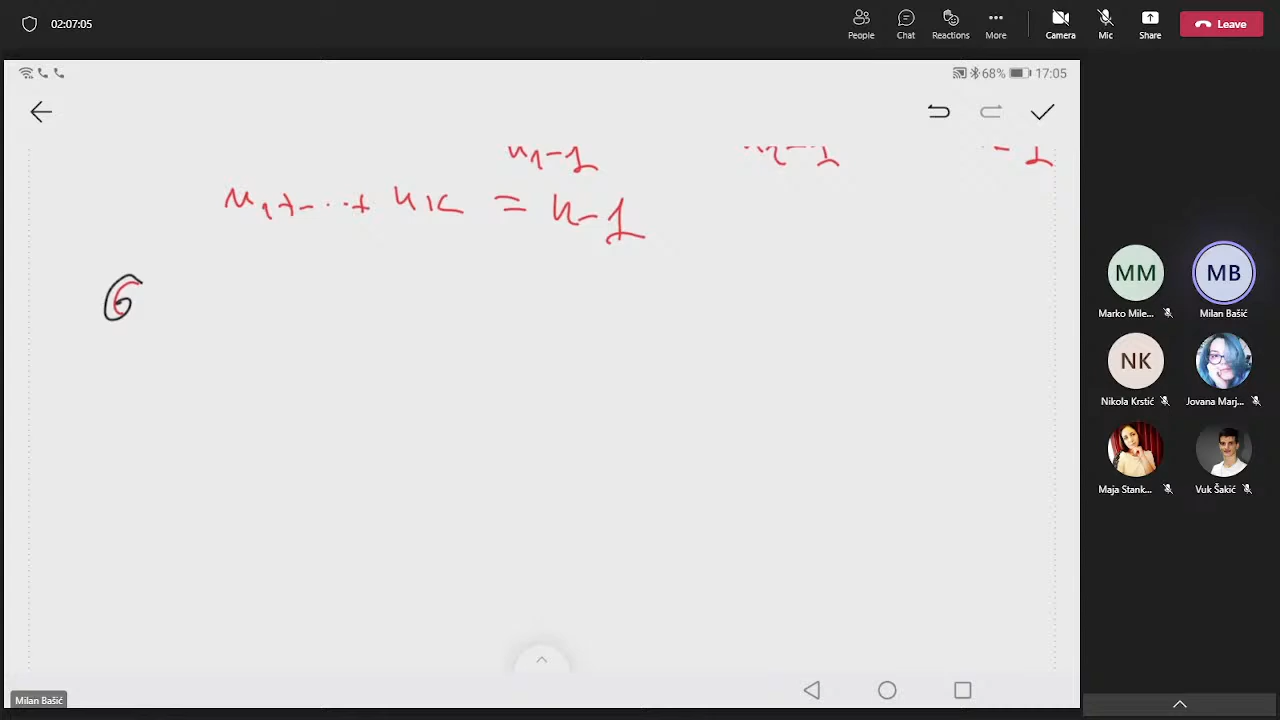 02:07:05
People Chat Reactions More Camera Mic Share Leave
68% 17:05
n₁-1
n₁+...+nₖ = n-1
6
MM MB
Marko Mile... Milan Bašić
NK
Nikola Krstić Jovana Marj...
Maja Stank... Vuk Šakić
Milan Bašić